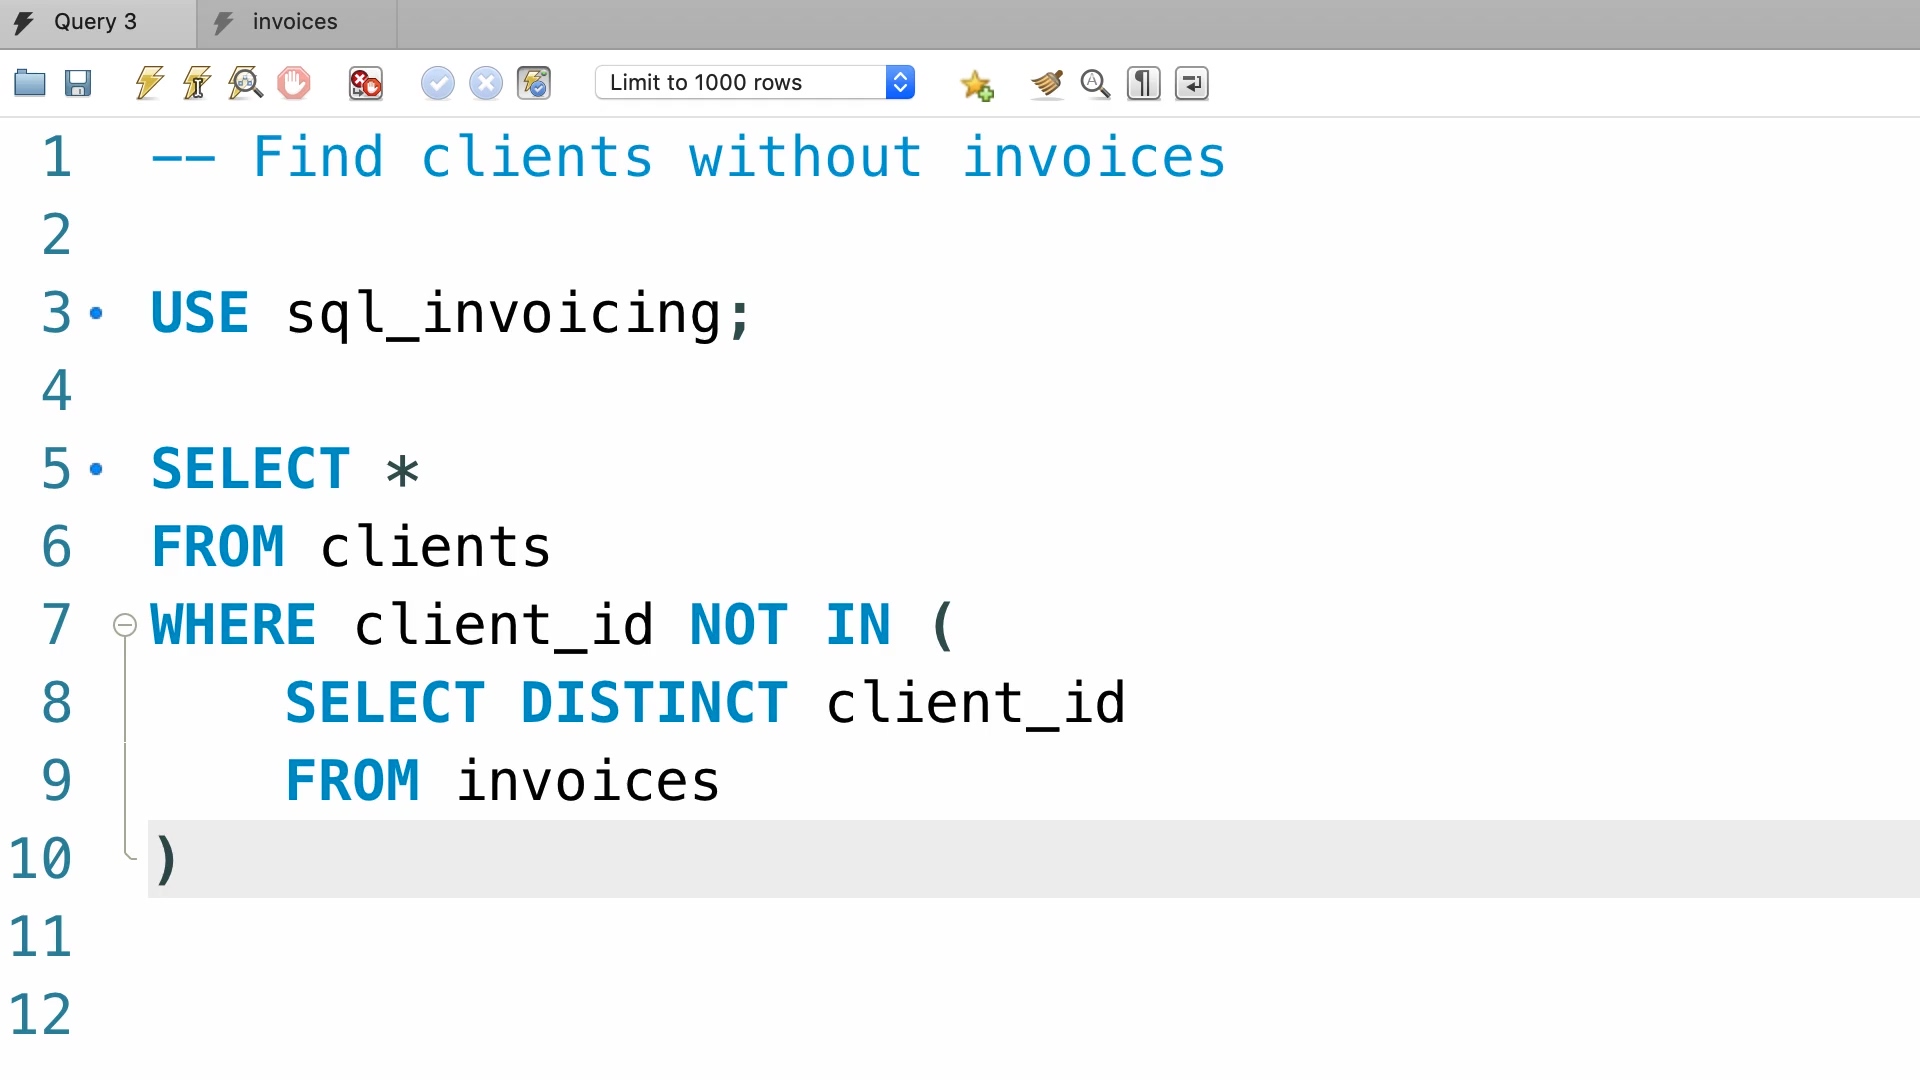 Query 3
invoices
Limit to 1000 rows
1 -- Find clients without invoices
2
3 USE sql_invoicing;
4
5 SELECT *
6 FROM clients
7 WHERE client_id NOT IN (
8 SELECT DISTINCT client_id
9 FROM invoices
10 )
11
12